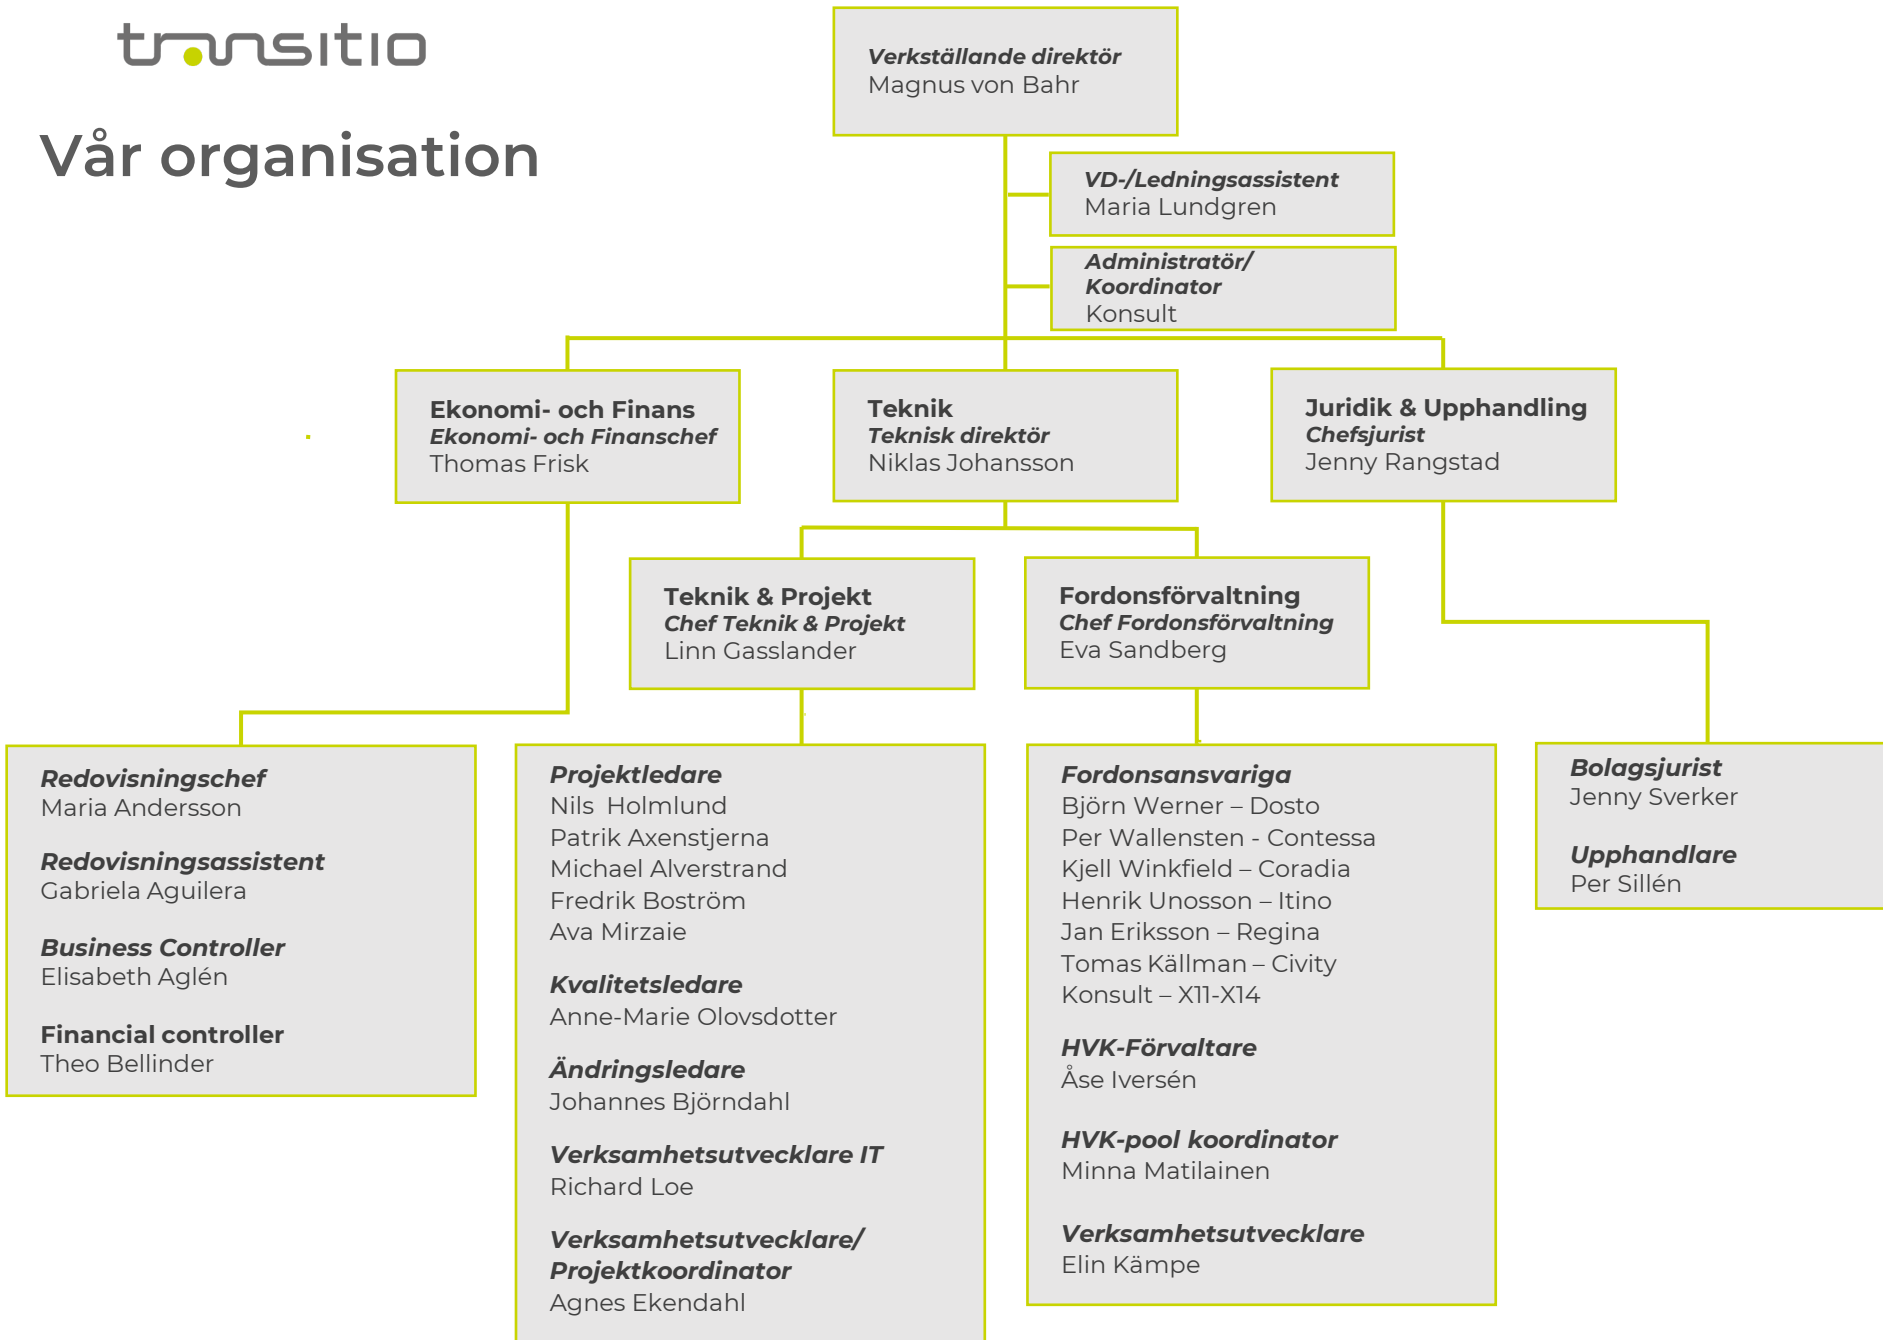 transitio
Vår organisation
Verkställande direktör
Magnus von Bahr
VD-/Ledningsassistent
Maria Lundgren
Administratör/
Koordinator
Konsult
Ekonomi- och Finans
Ekonomi- och Finanschef
Thomas Frisk
Teknik
Teknisk direktör
Niklas Johansson
Juridik & Upphandling
Chefsjurist
Jenny Rangstad
Teknik & Projekt
Chef Teknik & Projekt
Linn Gasslander
Fordonsförvaltning
Chef Fordonsförvaltning
Eva Sandberg
Redovisningschef
Maria Andersson
Redovisningsassistent
Gabriela Aguilera
Business Controller
Elisabeth Aglén
Financial controller
Theo Bellinder
Projektledare
Nils  Holmlund
Patrik Axenstjerna
Michael Alverstrand
Fredrik Boström
Ava Mirzaie
Kvalitetsledare
Anne-Marie Olovsdotter
Ändringsledare
Johannes Björndahl
Verksamhetsutvecklare IT
Richard Loe
Verksamhetsutvecklare/
Projektkoordinator
Agnes Ekendahl
Fordonsansvariga
Björn Werner – Dosto
Per Wallensten - Contessa
Kjell Winkfield – Coradia
Henrik Unosson – Itino
Jan Eriksson – Regina
Tomas Källman – Civity
Konsult – X11-X14
HVK-Förvaltare
Åse Iversén
HVK-pool koordinator
Minna Matilainen
Verksamhetsutvecklare
Elin Kämpe
Bolagsjurist
Jenny Sverker
Upphandlare
Per Sillén